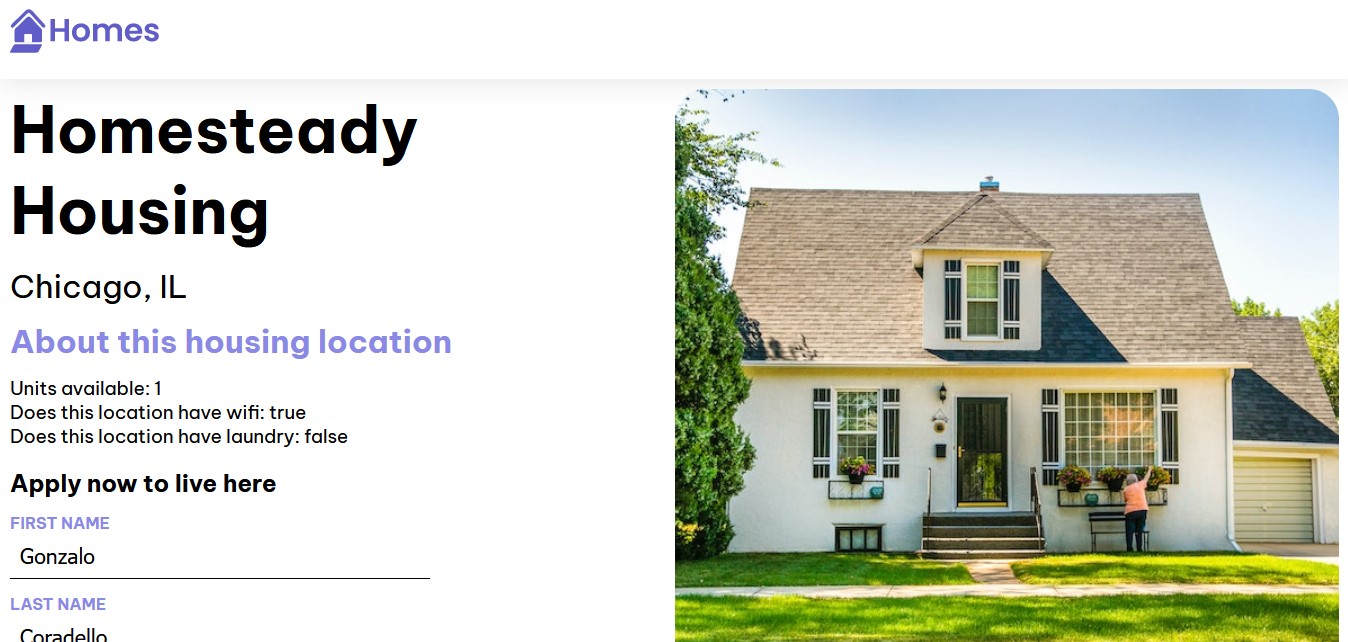 Homes
Homesteady
Housing
Chicago, IL
About this housing location
Units available: 1
Does this location have wifi: true
Does this location have laundry: false
Apply now to live here
FIRST NAME
Gonzalo
LAST NAME
Coradello